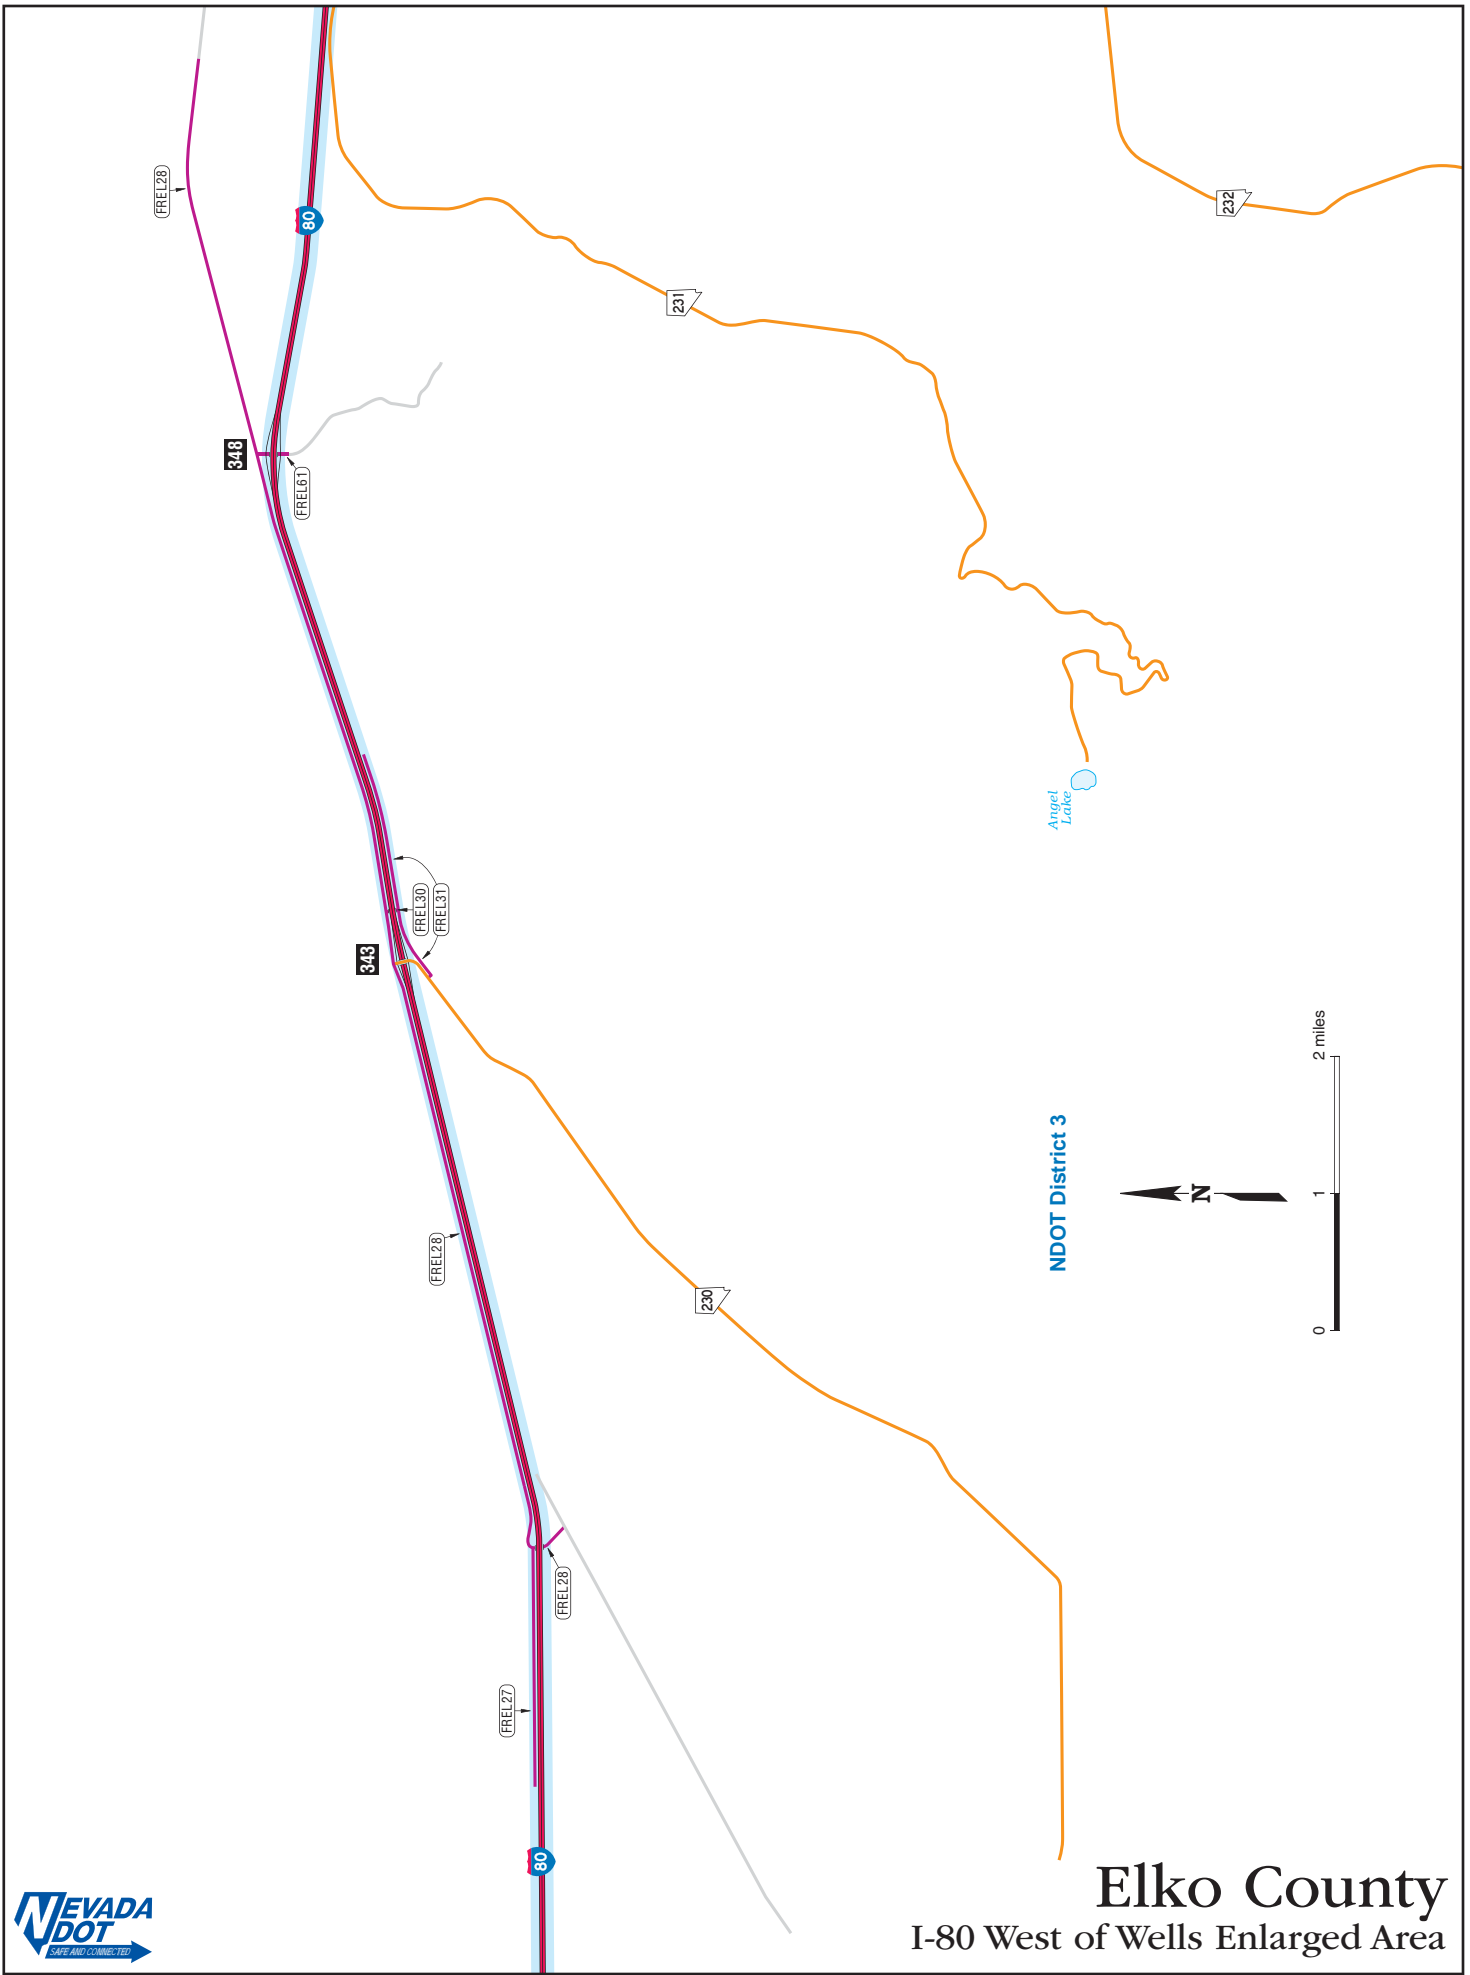 FREL28
80
231
232
348
FREL61
Angel
Lake
FREL30
FREL31
343
2 miles
1
0
NDOT District 3
N
FREL28
230
FREL28
FREL27
80
NEVADA
DOT
SAFE AND CONNECTED
Elko County
I-80 West of Wells Enlarged Area